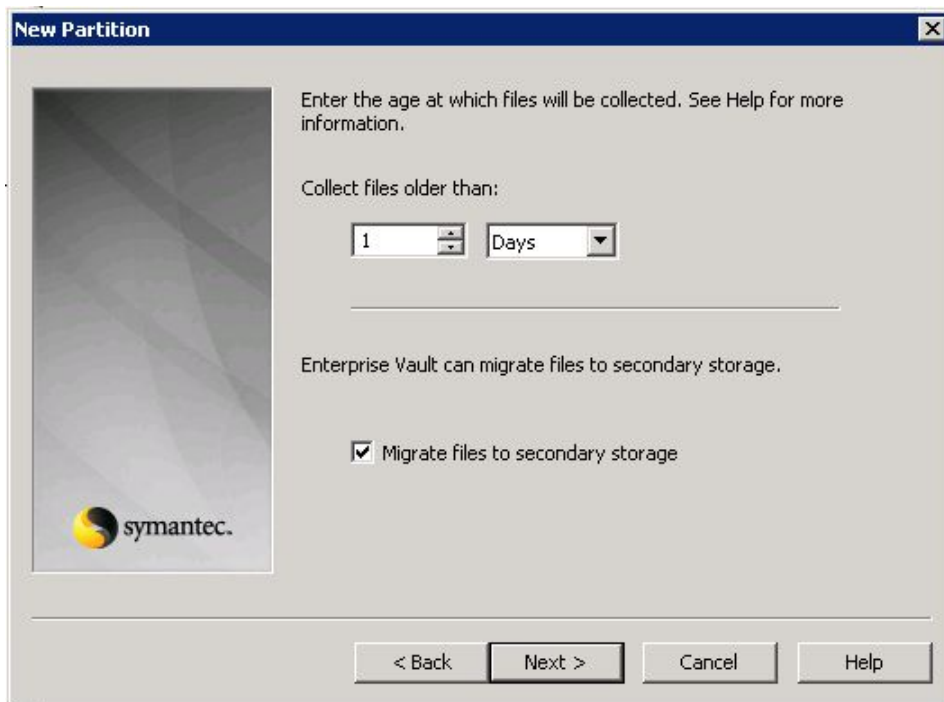 New Partition
Enter the age at which files will be collected. See Help for more
information.
Collect files older than:
1 Days
Enterprise Vault can migrate files to secondary storage.
Migrate files to secondary storage
symantec.
< Back Next > Cancel Help